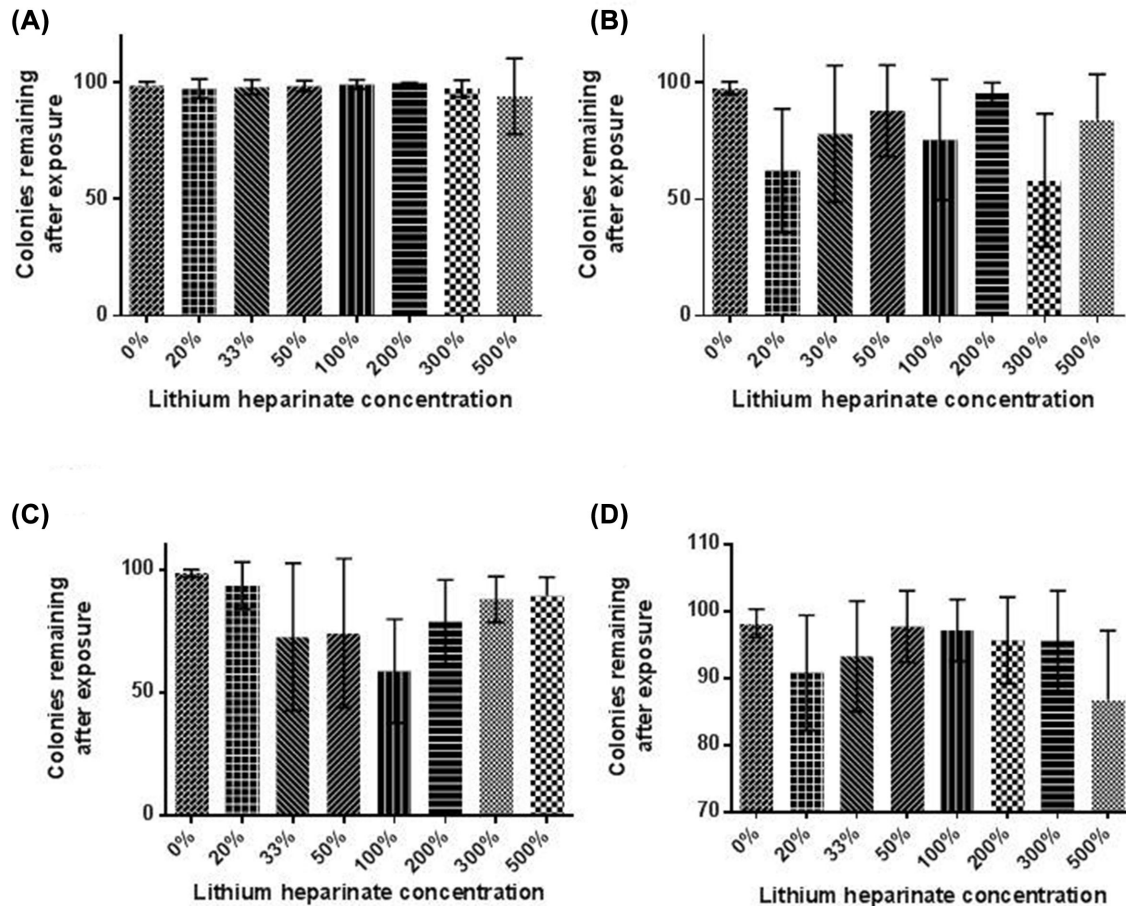 (A)
Colonies remaining
after exposure
100
50
0
0%
20%
33%
50%
100%
200%
300%
500%
Lithium heparinate concentration
(B)
Colonies remaining
after exposure
100
50
0
0%
20%
30%
50%
100%
200%
300%
500%
Lithium heparinate concentration
(C)
Colonies remaining
after exposure
100
50
0
0%
20%
33%
50%
100%
200%
300%
500%
Lithium heparinate concentration
(D)
Colonies remaining
after exposure
110
100
90
80
70
0%
20%
33%
50%
100%
200%
300%
500%
Lithium heparinate concentration